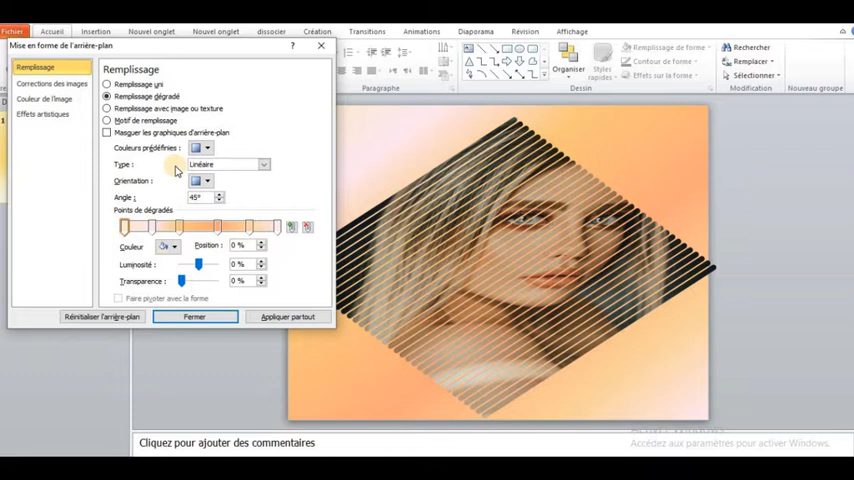 Fichier
Accueil
Insertion
Nouvel onglet
Nouvel onglet
dissocier
Création
Transitions
Animations
Diaporama
Révision
Affichage
Mise en forme de l'arrière-plan
Remplissage
Corrections des images
Couleur de l'image
Effets artistiques
Remplissage
Remplissage uni
Remplissage dégradé
Remplissage avec image ou texture
Motif de remplissage
Masquer les graphiques d'arrière-plan
Couleurs prédéfinies :
Type :
Linéaire
Orientation :
Angle :
45°
Points de dégradés
Couleur
Position :
0 %
Luminosité :
0 %
Transparence :
0 %
Faire pivoter avec la forme
Réinitialiser l'arrière-plan
Fermer
Appliquer partout
Organiser
Styles
rapides
Remplissage de forme
Contour de forme
Effets sur la forme
Rechercher
Remplacer
Sélectionner
Paragraphe
Dessin
Nouveau groupe
Cliquez pour ajouter des commentaires
Accédez aux paramètres pour activer Windows.